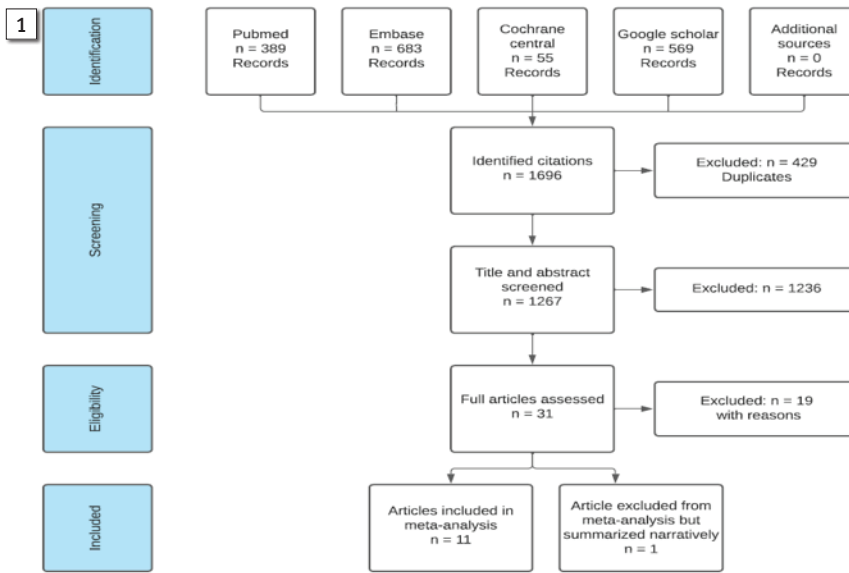 1
Identification
Pubmed
n = 389
Records
Embase
n = 683
Records
Cochrane
central
n = 55
Records
Google scholar
n = 569
Records
Additional
sources
n = 0
Records
Screening
Identified citations
n = 1696
Excluded: n = 429
Duplicates
Title and abstract
screened
n = 1267
Excluded: n = 1236
Eligibility
Full articles assessed
n = 31
Excluded: n = 19
with reasons
Included
Articles included in
meta-analysis
n = 11
Article excluded from
meta-analysis but
summarized narratively
n = 1